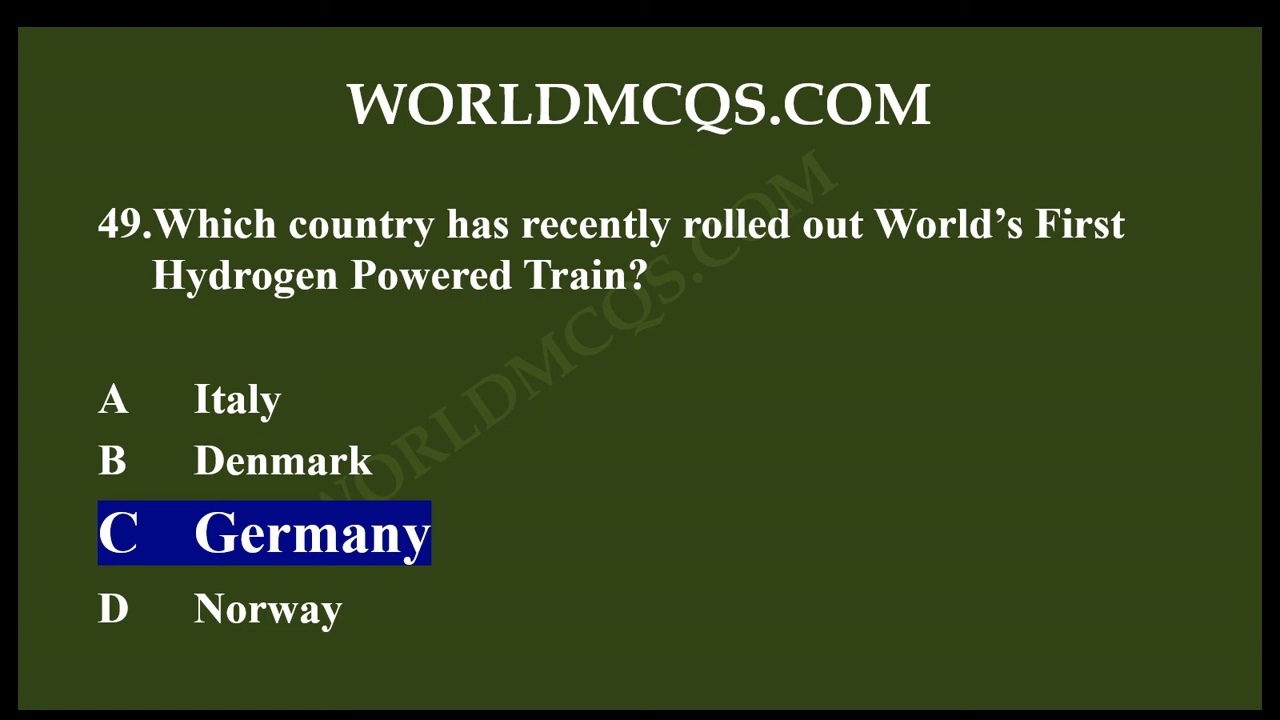 WORLDMCQS.COM
49.Which country has recently rolled out World’s First
Hydrogen Powered Train?
A Italy
B Denmark
C Germany
D Norway
WORLDMCQS.COM